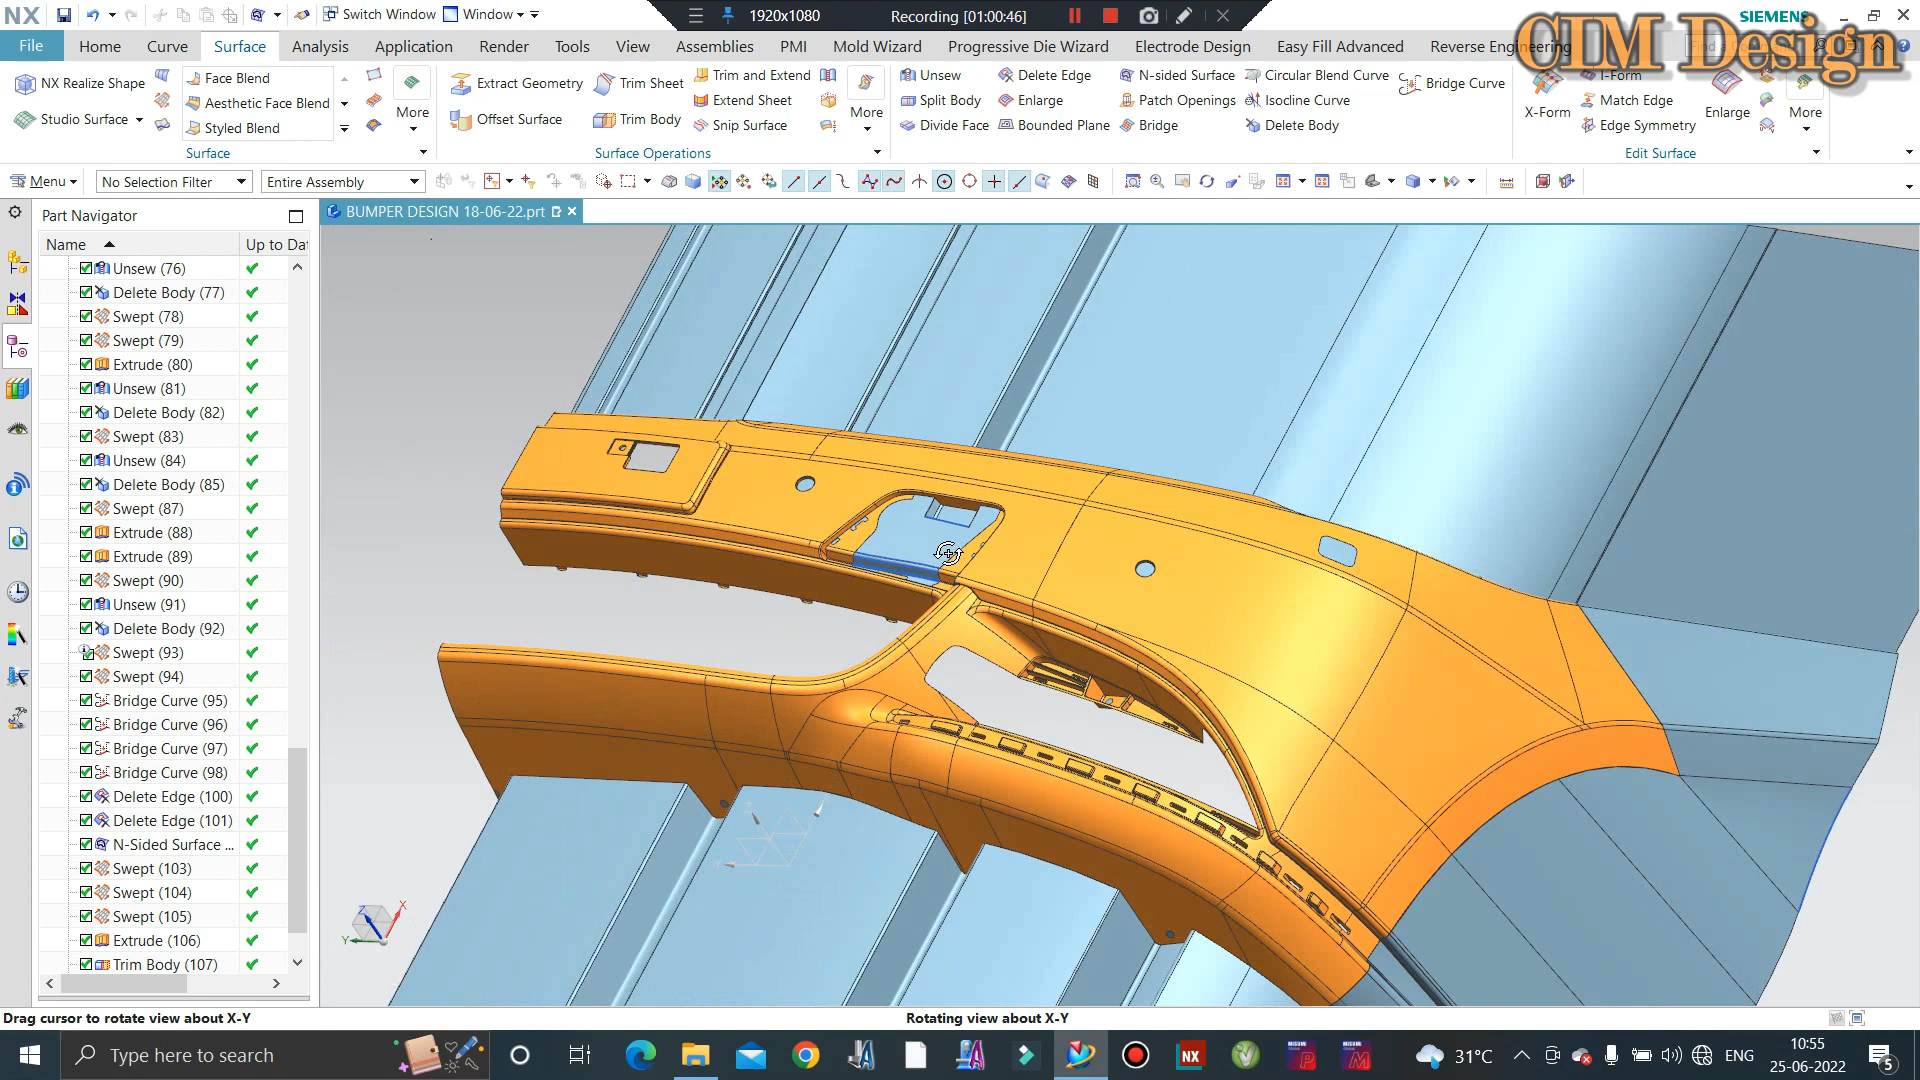 NX
Switch Window
Window
1920x1080
Recording [01:00:46]
SIEMENS
CIM Design
File
Home
Curve
Surface
Analysis
Application
Render
Tools
View
Assemblies
PMI
Mold Wizard
Progressive Die Wizard
Electrode Design
Easy Fill Advanced
Reverse Engineering
NX Realize Shape
Studio Surface
Face Blend
Aesthetic Face Blend
Styled Blend
More
Surface
Extract Geometry
Offset Surface
Trim Sheet
Trim Body
Trim and Extend
Extend Sheet
Snip Surface
More
Unsew
Split Body
Divide Face
Delete Edge
Enlarge
Bounded Plane
N-sided Surface
Patch Openings
Bridge
Circular Blend Curve
Isocline Curve
Delete Body
Bridge Curve
Surface Operations
X-Form
I-Form
Match Edge
Edge Symmetry
Enlarge
More
Edit Surface
Menu
No Selection Filter
Entire Assembly
Part Navigator
BUMPER DESIGN 18-06-22.prt
Name
Up to Dat
Unsew (76)
Delete Body (77)
Swept (78)
Swept (79)
Extrude (80)
Unsew (81)
Delete Body (82)
Swept (83)
Unsew (84)
Delete Body (85)
Swept (87)
Extrude (88)
Extrude (89)
Swept (90)
Unsew (91)
Delete Body (92)
Swept (93)
Swept (94)
Bridge Curve (95)
Bridge Curve (96)
Bridge Curve (97)
Bridge Curve (98)
Delete Edge (100)
Delete Edge (101)
N-Sided Surface ...
Swept (103)
Swept (104)
Swept (105)
Extrude (106)
Trim Body (107)
Z
X
Y
Drag cursor to rotate view about X-Y
Rotating view about X-Y
Type here to search
NX
31°C
ENG
10:55
25-06-2022
5